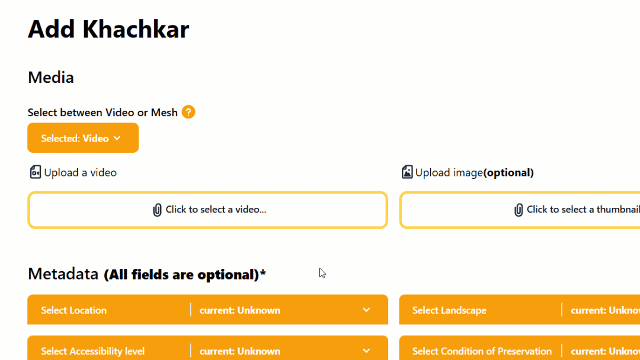 Add Khachkar
Media
Select between Video or Mesh ?
Selected: Video
Upload a video
Upload image(optional)
Click to select a video...
Click to select a thumbnail
Metadata (All fields are optional)*
Select Location current: Unknown
Select Landscape current:
Select Accessibility level current: Unknown
Select Condition of Preservation current: